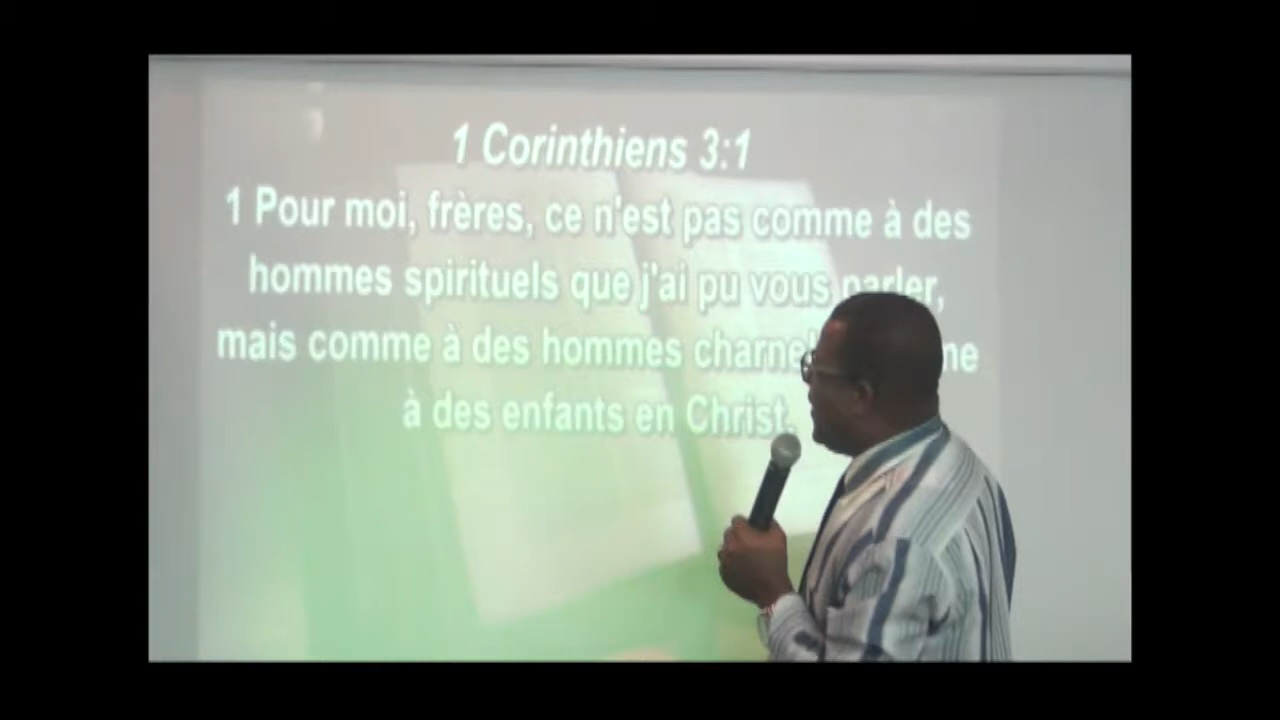 1 Corinthiens 3:1
1 Pour moi, frères, ce n'est pas comme à des
hommes spirituels que j'ai pu vous parler,
mais comme à des hommes
à des enfants en Christ.